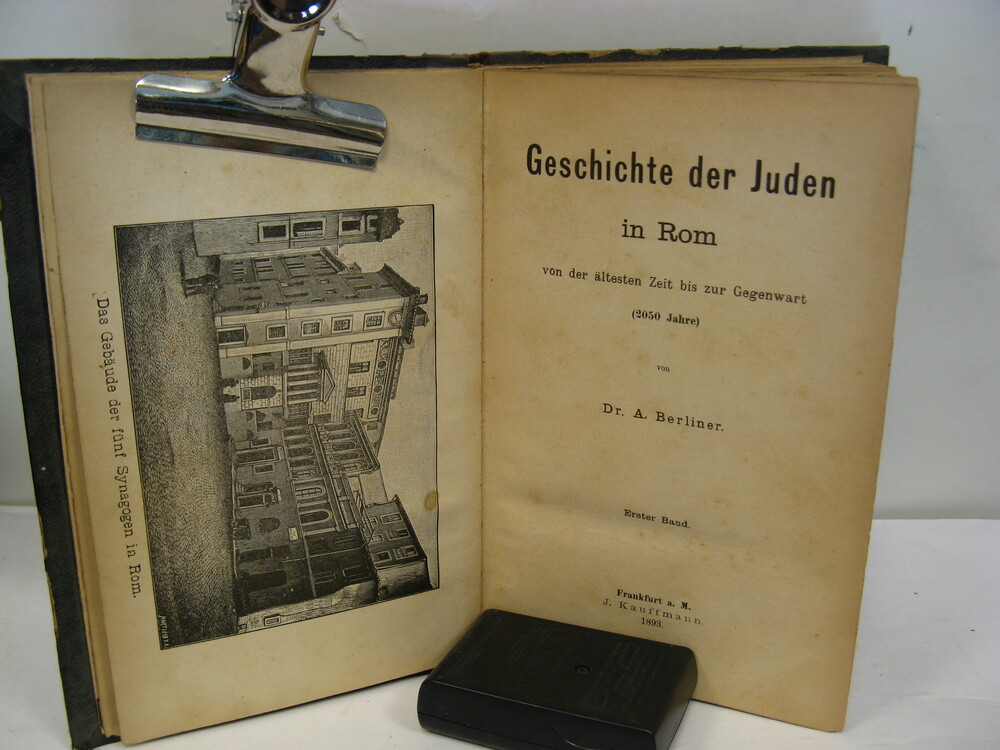 Das Gebäude der fünf Synagogen in Rom.
Geschichte der Juden
in Rom
von der ältesten Zeit bis zur Gegenwart
(2050 Jahre)
von
Dr. A. Berliner.
Erster Band.
Frankfurt a. M.
J. Kauffmann.
1893.